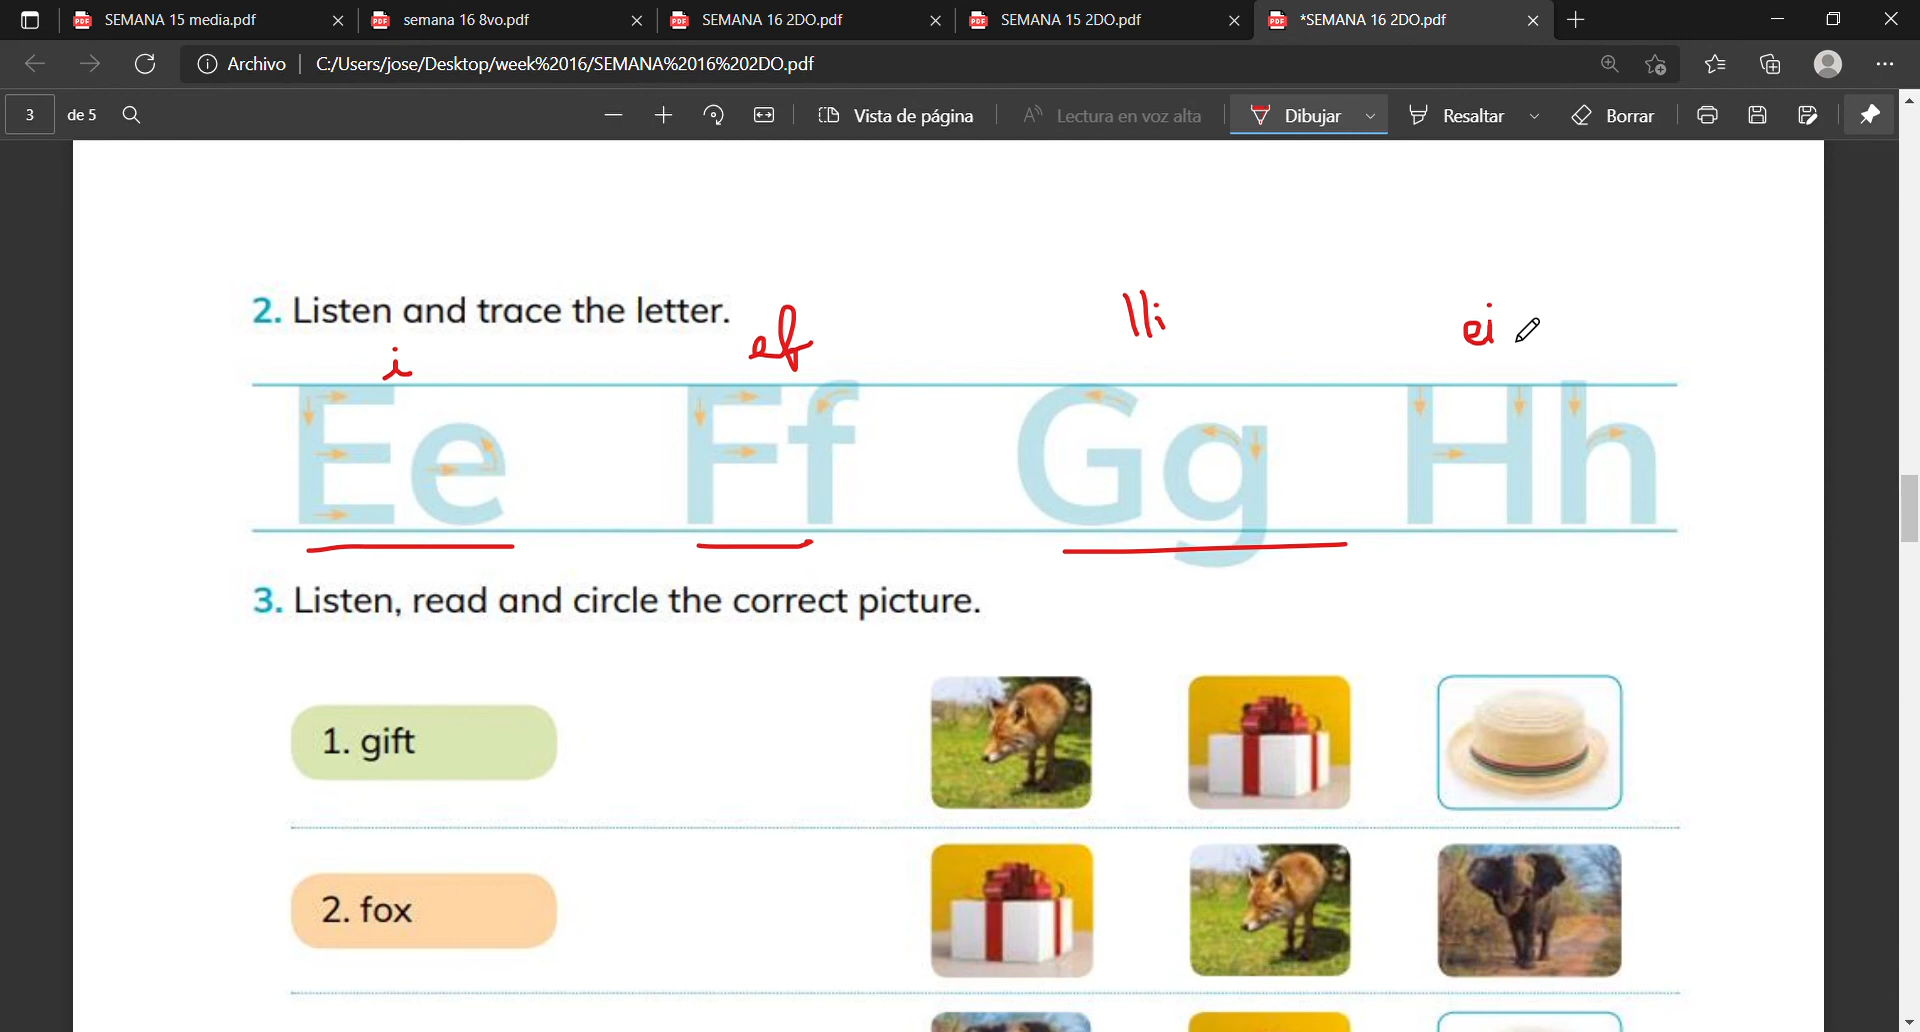 SEMANA 15 media.pdf
semana 16 8vo.pdf
SEMANA 16 2DO.pdf
SEMANA 15 2DO.pdf
*SEMANA 16 2DO.pdf
Archivo
C:/Users/jose/Desktop/week%2016/SEMANA%2016%202DO.pdf
3
de 5
Vista de página
Lectura en voz alta
Dibujar
Resaltar
Borrar
2. Listen and trace the letter.
i ef lli ei
Ee Ff Gg Hh
3. Listen, read and circle the correct picture.
1. gift
2. fox